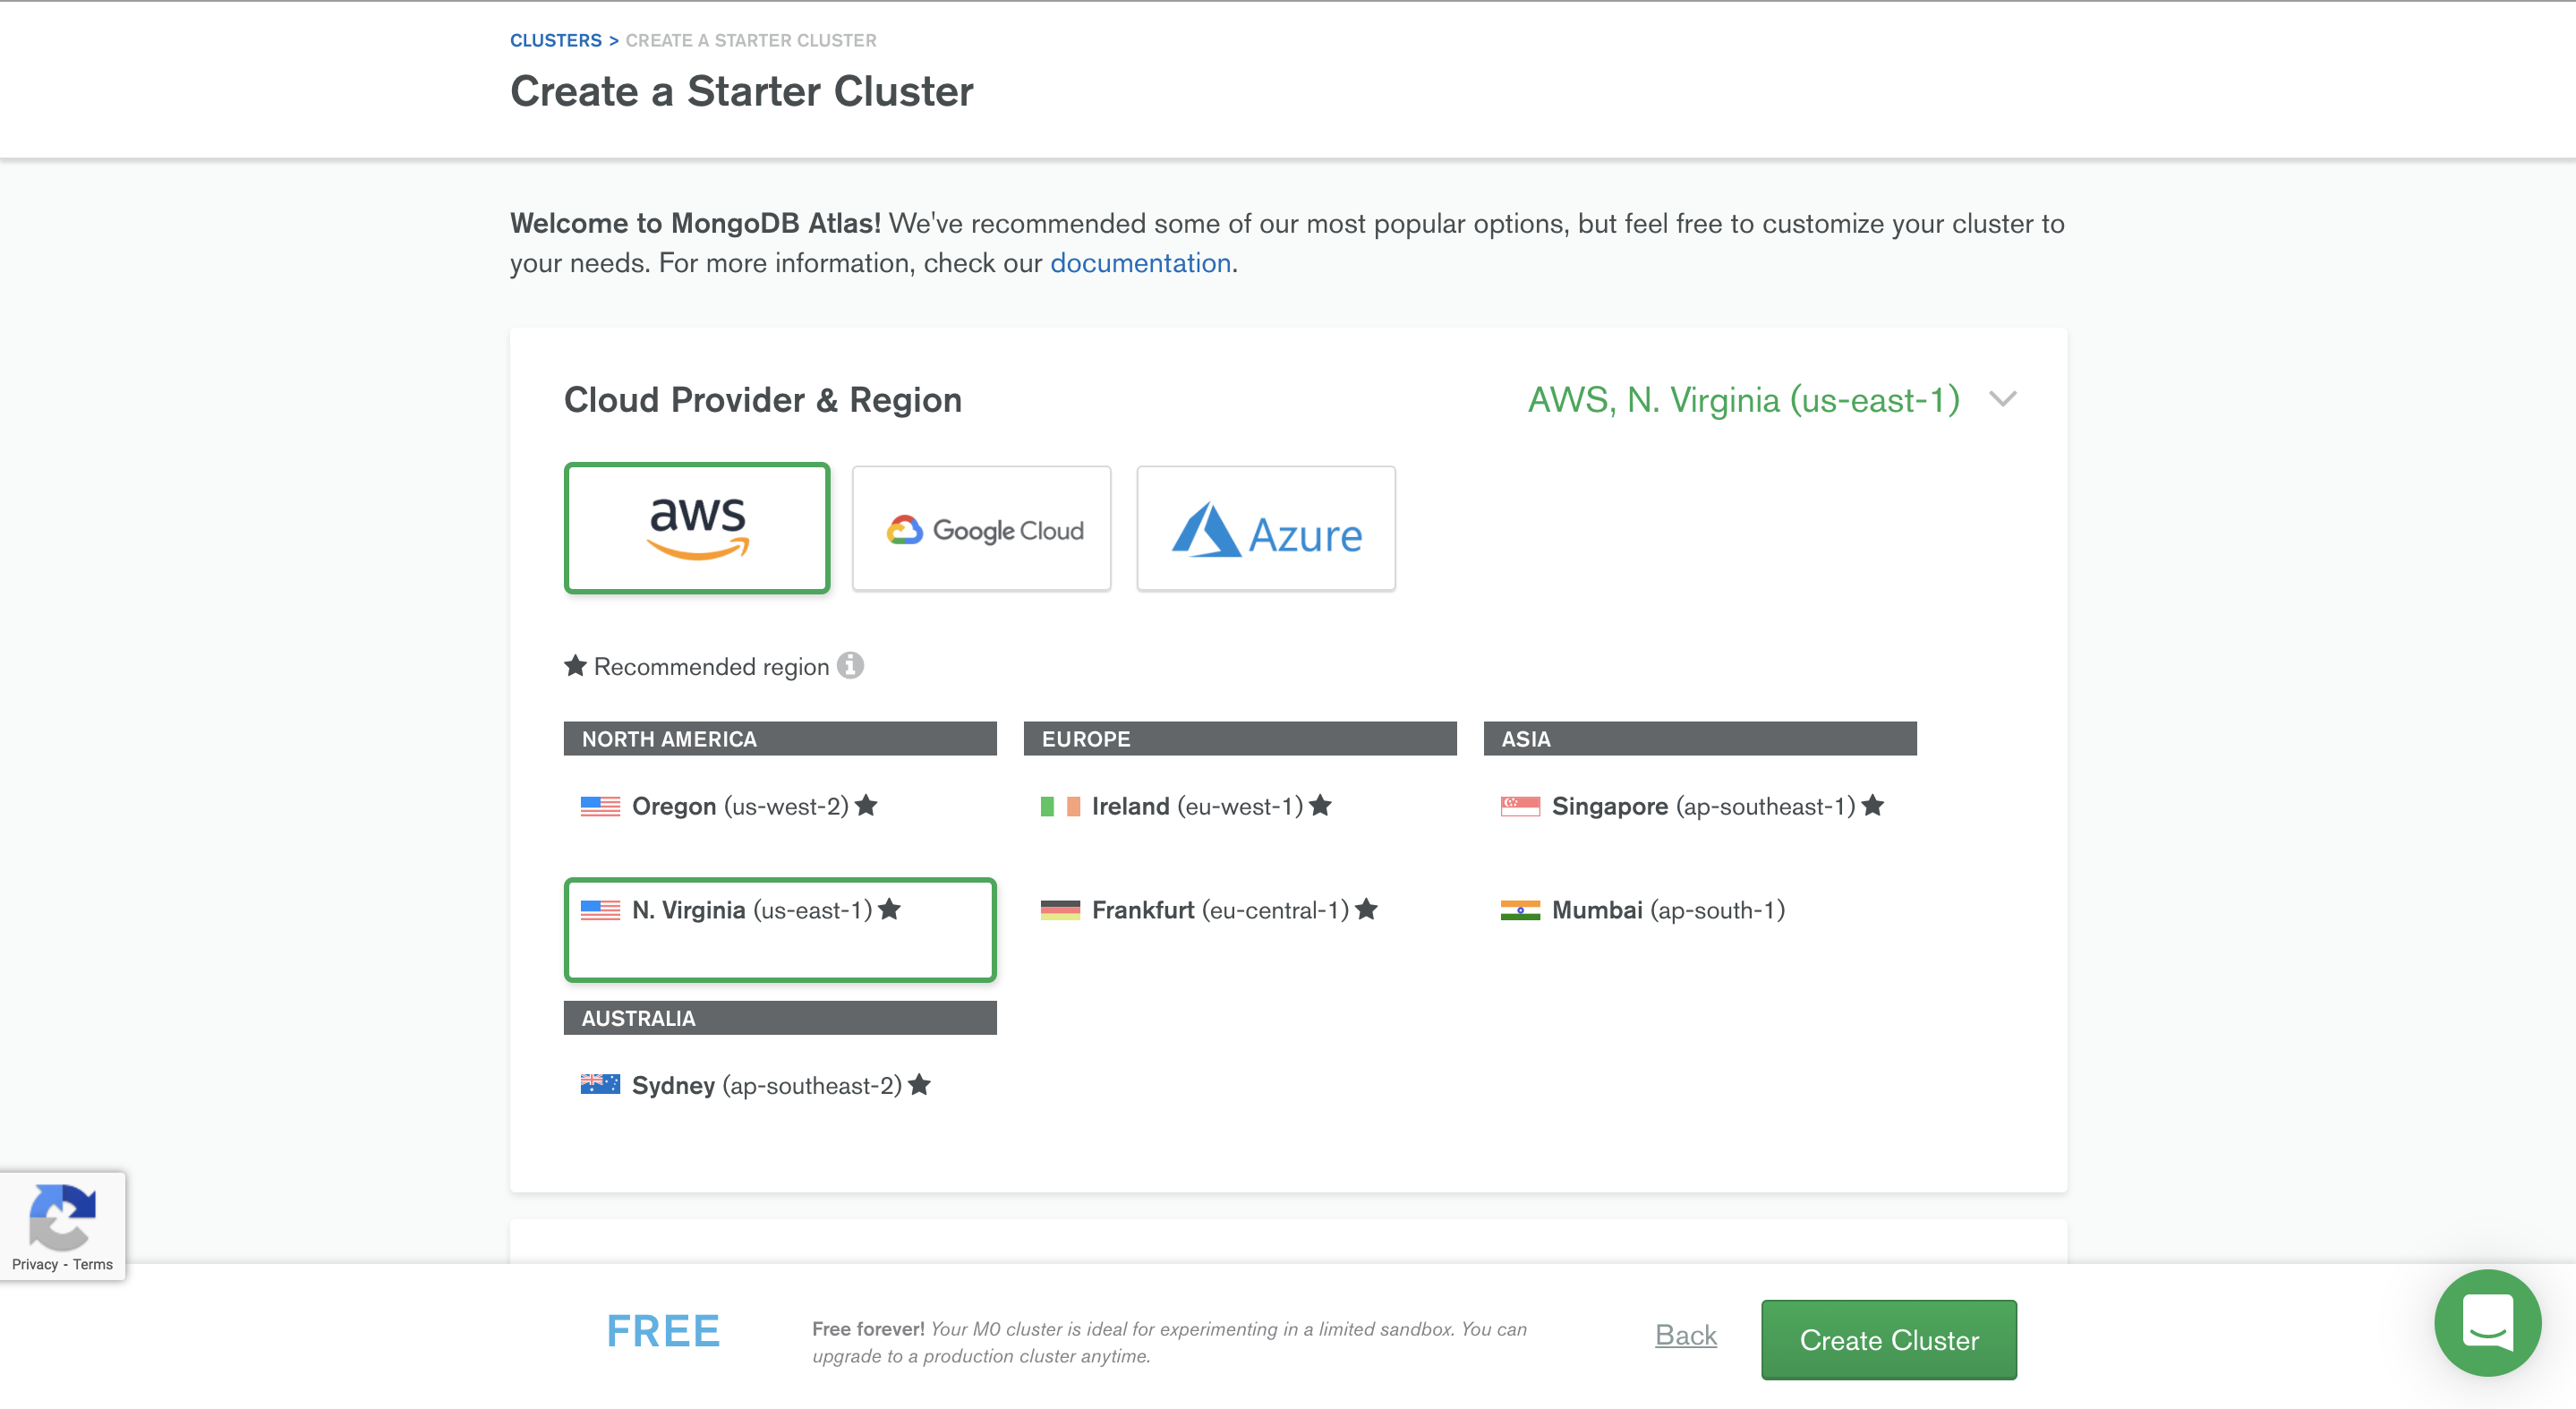 CLUSTERS > CREATE A STARTER CLUSTER
Create a Starter Cluster
Welcome to MongoDB Atlas! We've recommended some of our most popular options, but feel free to customize your cluster to
your needs. For more information, check our documentation.
Cloud Provider & Region
AWS, N. Virginia (us-east-1)
aws
Google Cloud
Azure
★ Recommended region
NORTH AMERICA
Oregon (us-west-2) ★
N. Virginia (us-east-1) ★
EUROPE
Ireland (eu-west-1) ★
Frankfurt (eu-central-1) ★
ASIA
Singapore (ap-southeast-1) ★
Mumbai (ap-south-1)
AUSTRALIA
Sydney (ap-southeast-2) ★
Privacy - Terms
FREE
Free forever! Your M0 cluster is ideal for experimenting in a limited sandbox. You can
upgrade to a production cluster anytime.
Back
Create Cluster